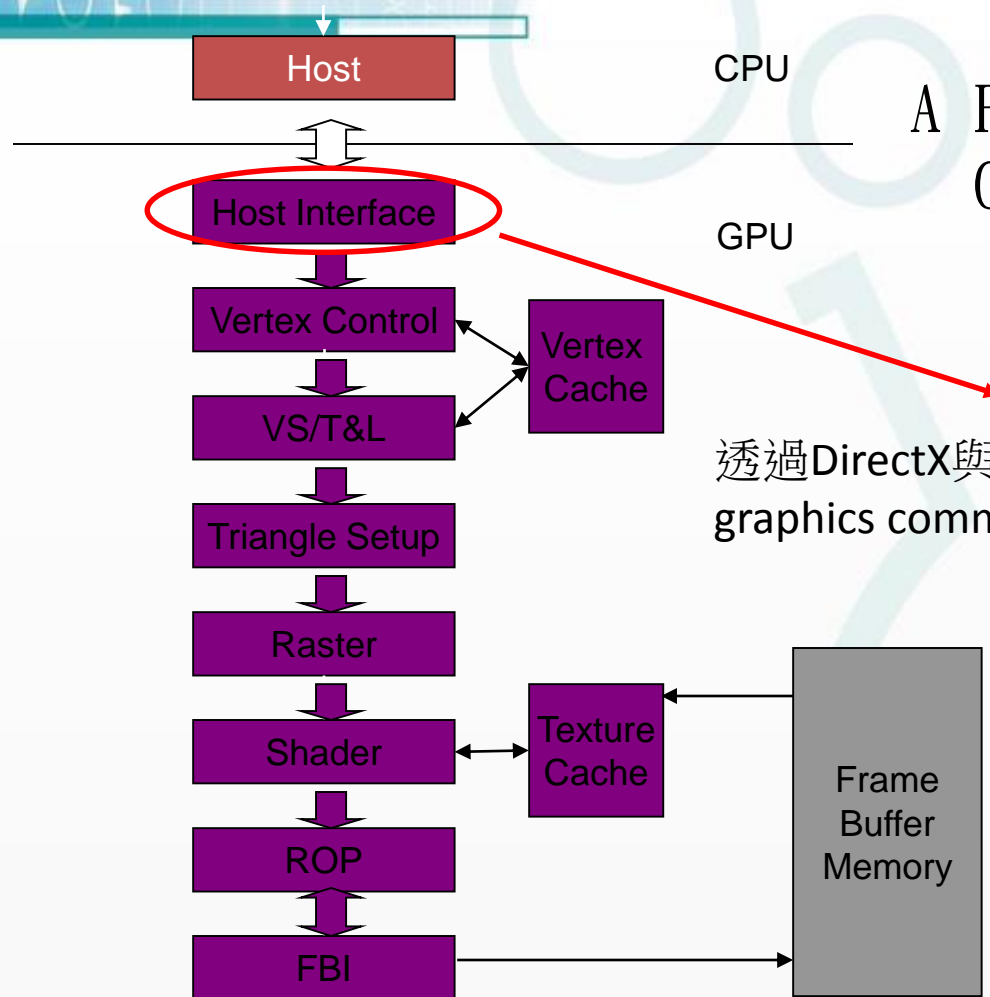 Host
CPU
A
Host Interface
GPU
Vertex Control
Vertex
Cache
VS/T&L
透過DirectX與
graphics
Triangle Setup
Raster
Shader
Texture
Cache
Frame
Buffer
Memory
ROP
FBI